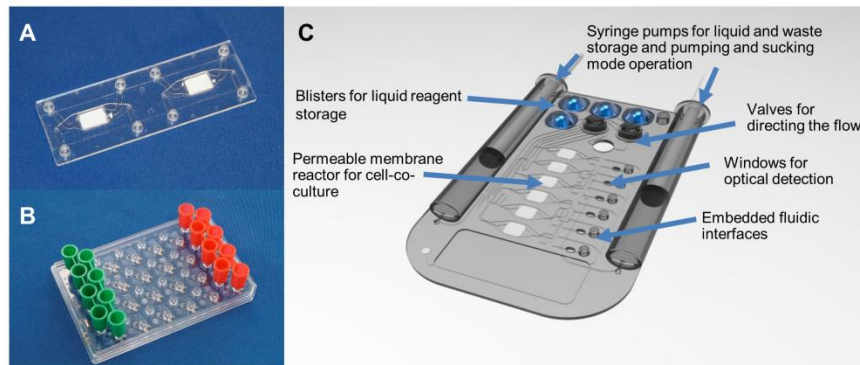 A
B
C
Syringe pumps for liquid and waste
storage and pumping and sucking
mode operation
Blisters for liquid reagent
storage
Valves for
directing the flow
Permeable membrane
reactor for cell-co-
culture
Windows for
optical detection
Embedded fluidic
interfaces